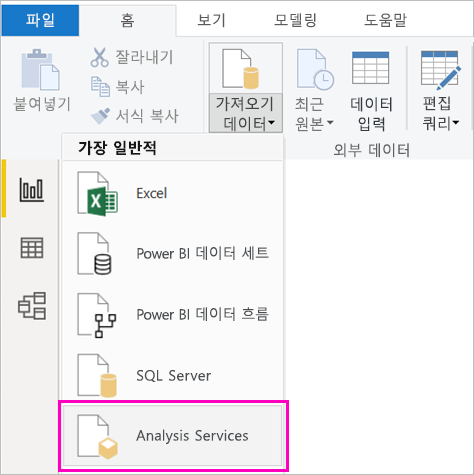 파일 홈 보기 모델링 도움말
붙여넣기
잘라내기
복사
서식 복사
가져오기
데이터
최근
원본
데이터
입력
편집
쿼리
외부 데이터
가장 일반적
Excel
Power BI 데이터 세트
Power BI 데이터 흐름
SQL Server
Analysis Services